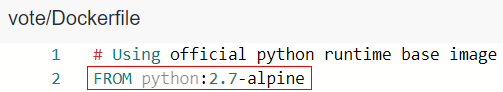 vote/Dockerfile
1 # Using official python runtime base image
2 FROM python:2.7-alpine